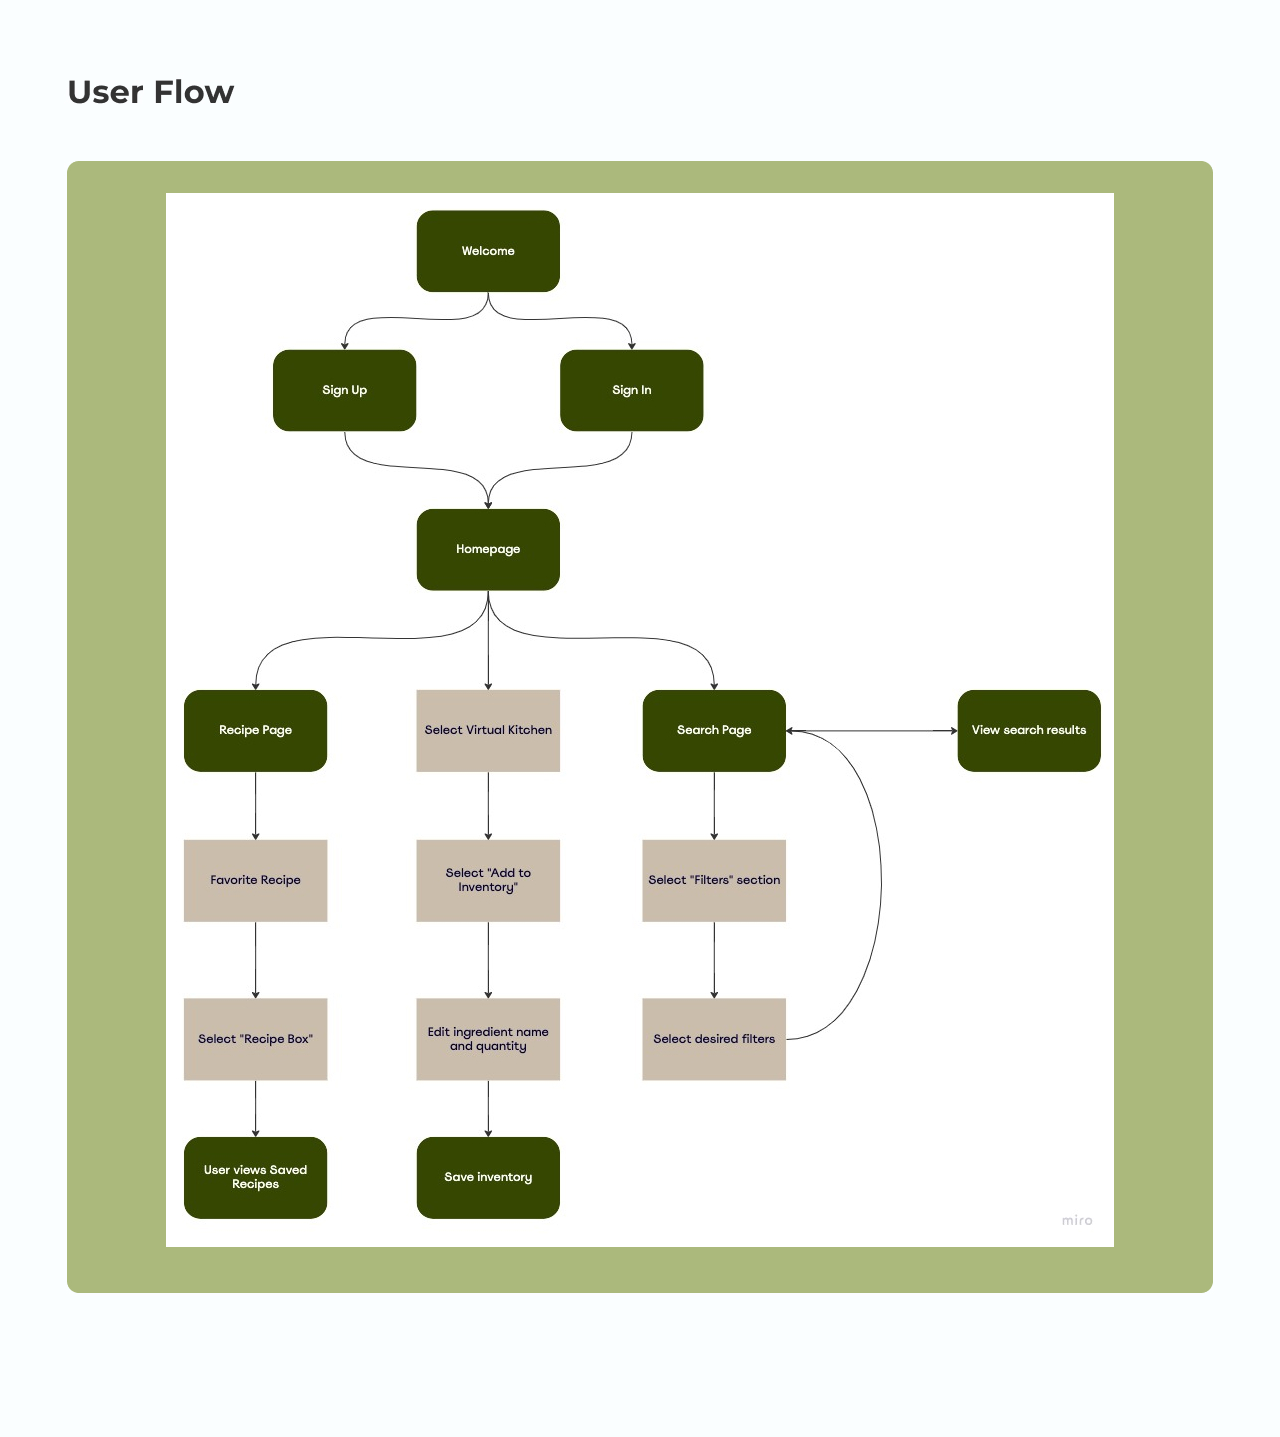 User Flow
Welcome
Sign Up
Sign In
Homepage
Recipe Page
Select Virtual Kitchen
Search Page
View search results
Favorite Recipe
Select "Add to
Inventory"
Select "Filters" section
Select "Recipe Box"
Edit ingredient name
and quantity
Select desired filters
User views Saved
Recipes
Save inventory
miro